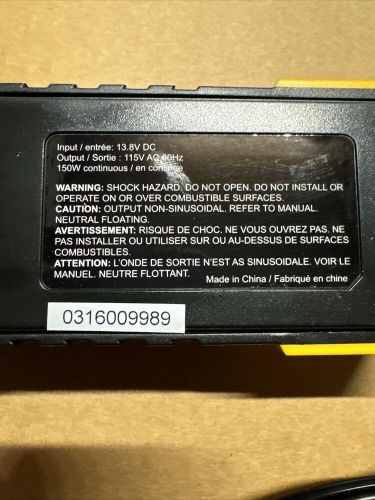 Input / entrée: 13.8V DC
Output / Sortie : 115V AC 60Hz
150W continuous / en continue
WARNING: SHOCK HAZARD. DO NOT OPEN. DO NOT INSTALL OR
OPERATE ON OR OVER COMBUSTIBLE SURFACES.
CAUTION: OUTPUT NON-SINUSOIDAL. REFER TO MANUAL.
NEUTRAL FLOATING.
AVERTISSEMENT: RISQUE DE CHOC. NE VOUS OUVREZ PAS. NE
PAS INSTALLER OU UTILISER SUR OU AU-DESSUS DE SURFACES
COMBUSTIBLES.
ATTENTION: L'ONDE DE SORTIE N'EST AS SINUSOIDALE. VOIR LE
MANUEL. NEUTRE FLOTTANT.
Made in China / Fabriqué en chine
0316009989